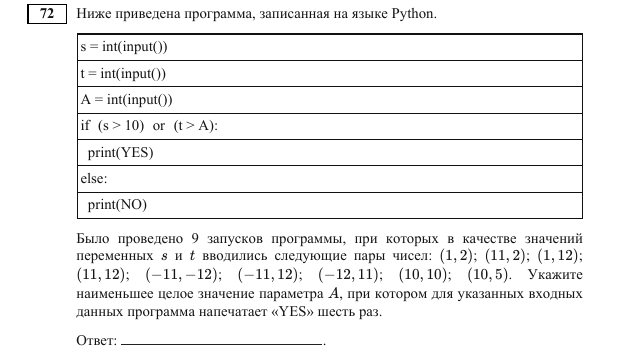 72 Ниже приведена программа, записанная на языке Python.
s = int(input())
t = int(input())
A = int(input())
if (s > 10) or (t > A):
print(YES)
else:
print(NO)
Было проведено 9 запусков программы, при которых в качестве значений
переменных s и t вводились следующие пары чисел: (1, 2); (11, 2); (1, 12);
(11, 12); (−11, −12); (−11, 12); (−12, 11); (10, 10); (10, 5). Укажите
наименьшее целое значение параметра A, при котором для указанных входных
данных программа напечатает «YES» шесть раз.
Ответ: ______________________________.